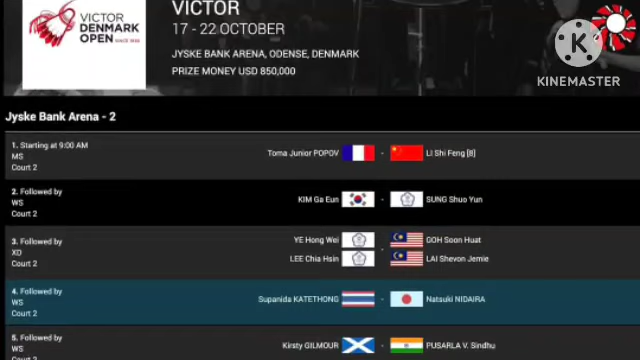 VICTOR
DENMARK
OPEN
SINCE 1935
VICTOR
17 - 22 OCTOBER
JYSKE BANK ARENA, ODENSE, DENMARK
PRIZE MONEY USD 850,000
KINEMASTER
Jyske Bank Arena - 2
1. Starting at 9:00 AM
MS
Court 2
Toma Junior POPOV - LI Shi Feng [8]
2. Followed by
WS
Court 2
KIM Ga Eun - SUNG Shuo Yun
3. Followed by
XD
Court 2
YE Hong Wei - GOH Soon Huat
LEE Chia Hsin LAI Shevon Jemie
4. Followed by
WS
Court 2
Supanida KATETHONG - Natsuki NIDAIRA
5. Followed by
WS
Court 2
Kirsty GILMOUR - PUSARLA V. Sindhu